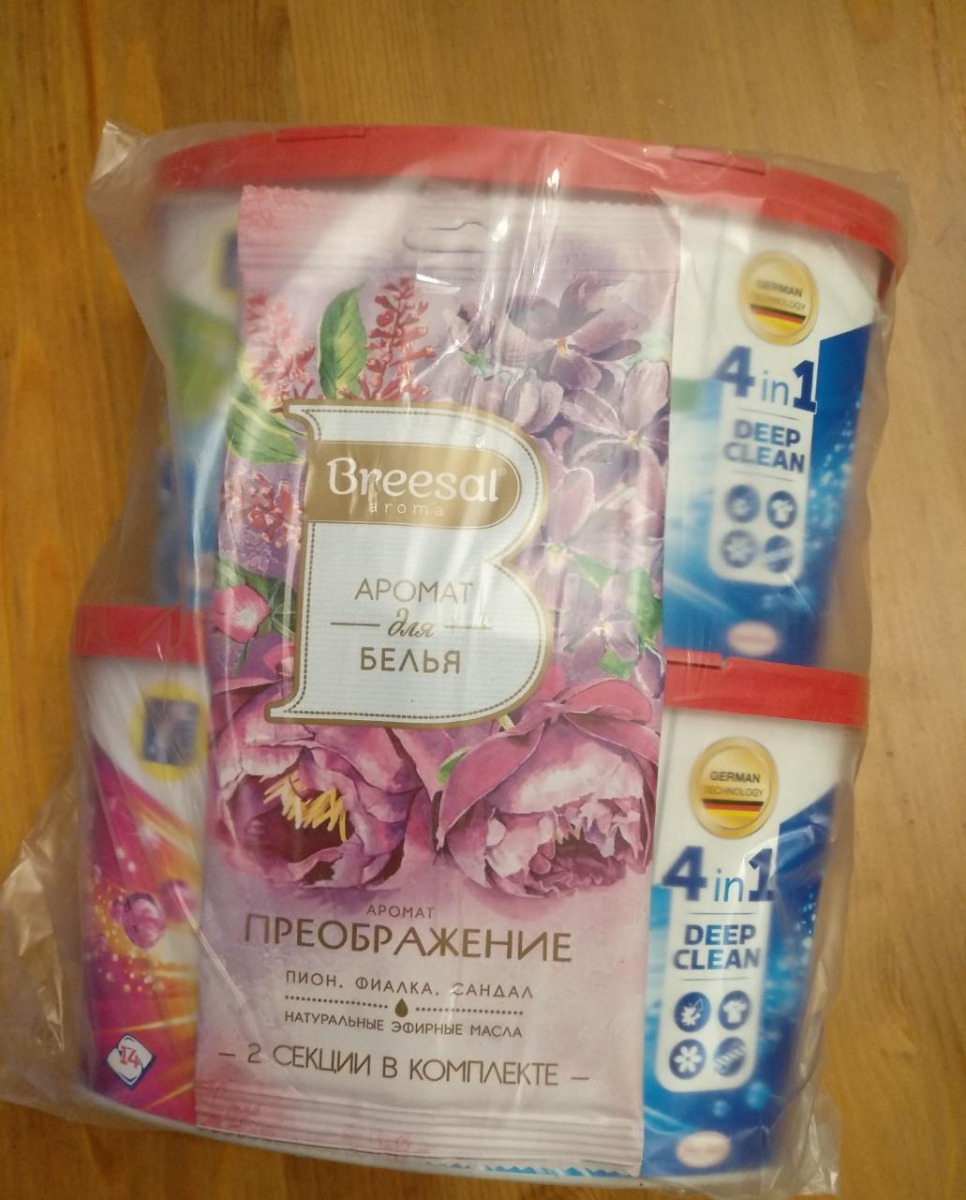 GERMAN
TECHNOLOGY
4 in 1
DEEP
CLEAN
Breesal
aroma
АРОМАТ
для
БЕЛЬЯ
GERMAN
TECHNOLOGY
4 in 1
DEEP
CLEAN
АРОМАТ
ПРЕОБРАЖЕНИЕ
ПИОН, ФИАЛКА, САНДАЛ
НАТУРАЛЬНЫЕ ЭФИРНЫЕ МАСЛА
– 2 СЕКЦИИ В КОМПЛЕКТЕ –
14